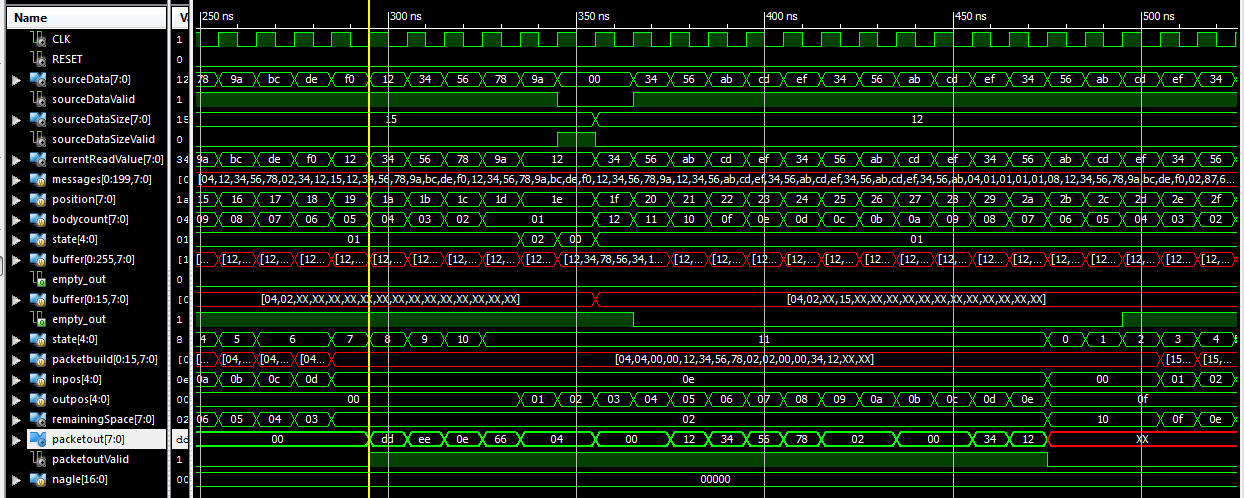 Name V 250 ns 300 ns 350 ns 400 ns 450 ns 500 ns
CLK 1
RESET 0
sourceData[7:0] 12 78 9a bc de f0 12 34 56 78 9a 00 34 56 ab cd ef 34 56 ab cd ef 34 56 ab cd ef 34
sourceDataValid 1
sourceDataSize[7:0] 15 15 12
sourceDataSizeValid 0
currentReadValue[7:0] 34 9a bc de f0 12 34 56 78 9a 12 34 56 ab cd ef 34 56 ab cd ef 34 56 ab cd ef 34 56
messages[0:199,7:0] [0 [04,12,34,56,78,02,34,12,15,12,34,56,78,9a,bc,de,f0,12,34,56,78,9a,bc,de,f0,12,34,56,78,9a,12,34,56,ab,cd,ef,34,56,ab,cd,ef,34,56,ab,cd,ef,34,56,ab,04,01,01,01,01,08,12,34,56,78,9a,bc,de,f0,02,87,6...
position[7:0] 1a 15 16 17 18 19 1a 1b 1c 1d 1e 1f 20 21 22 23 24 25 26 27 28 29 2a 2b 2c 2d 2e 2f
bodycount[7:0] 04 09 08 07 06 05 04 03 02 01 12 11 10 0f 0e 0d 0c 0b 0a 09 08 07 06 05 04 03 02
state[4:0] 01 01 02 00 01
buffer[0:255,7:0] [1 [... [12,... [12,... [12,... [12,... [12... [12,... [12,... [12,... [12,... [12,34,78,56,34,1... [12... [12,... [12,... [12,... [12,... [12... [12,... [12,... [12,... [12,... [12... [12,... [12,... [12,... [12,... [12,...
empty_out 0
buffer[0:15,7:0] [0 [04,02,XX,XX,XX,XX,XX,XX,XX,XX,XX,XX,XX,XX,XX,XX] [04,02,XX,15,XX,XX,XX,XX,XX,XX,XX,XX,XX,XX,XX,XX]
empty_out 1
state[4:0] 8 4 5 6 7 8 9 10 11 0 1 2 3 4
packetbuild[0:15,7:0] [0 [... [04,... [04,... [04,... [04,04,00,00,12,34,56,78,02,02,00,00,34,12,XX,XX] [15... [15,...
inpos[4:0] 0e 0a 0b 0c 0d 0e 00 01 02
outpos[4:0] 00 00 01 02 03 04 05 06 07 08 09 0a 0b 0c 0d 0e 0f
remainingSpace[7:0] 02 06 05 04 03 02 10 0f 0e
packetout[7:0] dd 00 dd ee 0e 66 04 00 12 34 56 78 02 00 34 12 XX
packetoutValid 1
nagle[16:0] 00 00000